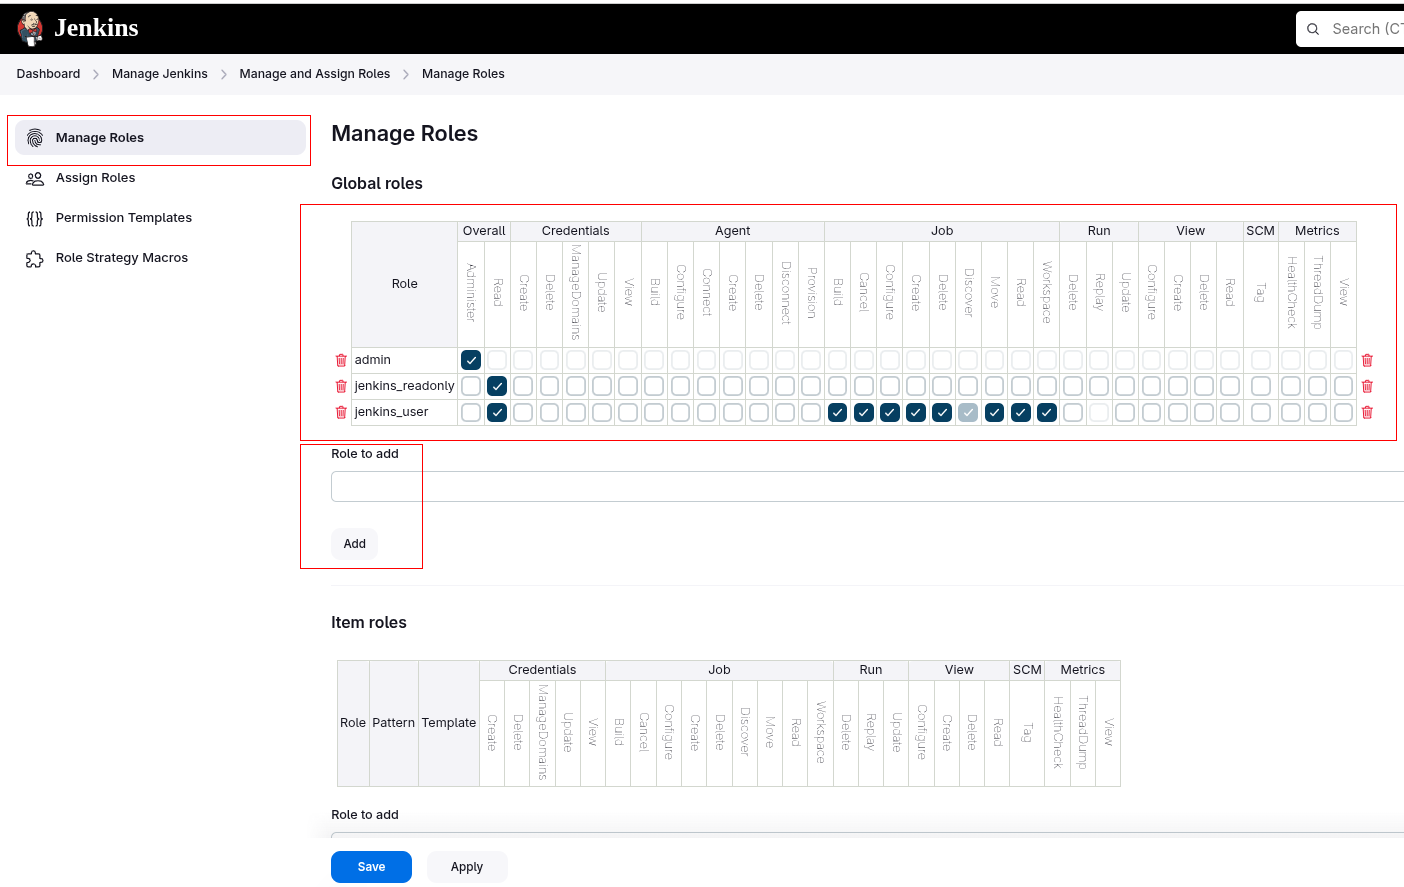 Jenkins
Search (CT
Dashboard Manage Jenkins Manage and Assign Roles Manage Roles
Manage Roles
Assign Roles
Permission Templates
Role Strategy Macros
Manage Roles
Global roles
Role Overall Credentials Agent Job Run View SCM Metrics
Administer Read Create Delete ManageDomains Update View Build Configure Connect Create Delete Disconnect Provision Build Cancel Configure Create Delete Discover Move Read Workspace Delete Replay Update Configure Create Delete Read Tag HealthCheck ThreadDump View
admin
jenkins_readonly
jenkins_user
Role to add
Add
Item roles
Role Pattern Template Credentials Job Run View SCM Metrics
Create Delete ManageDomains Update View Build Cancel Configure Create Delete Discover Move Read Workspace Delete Replay Update Configure Create Delete Read Tag HealthCheck ThreadDump View
Role to add
Save Apply